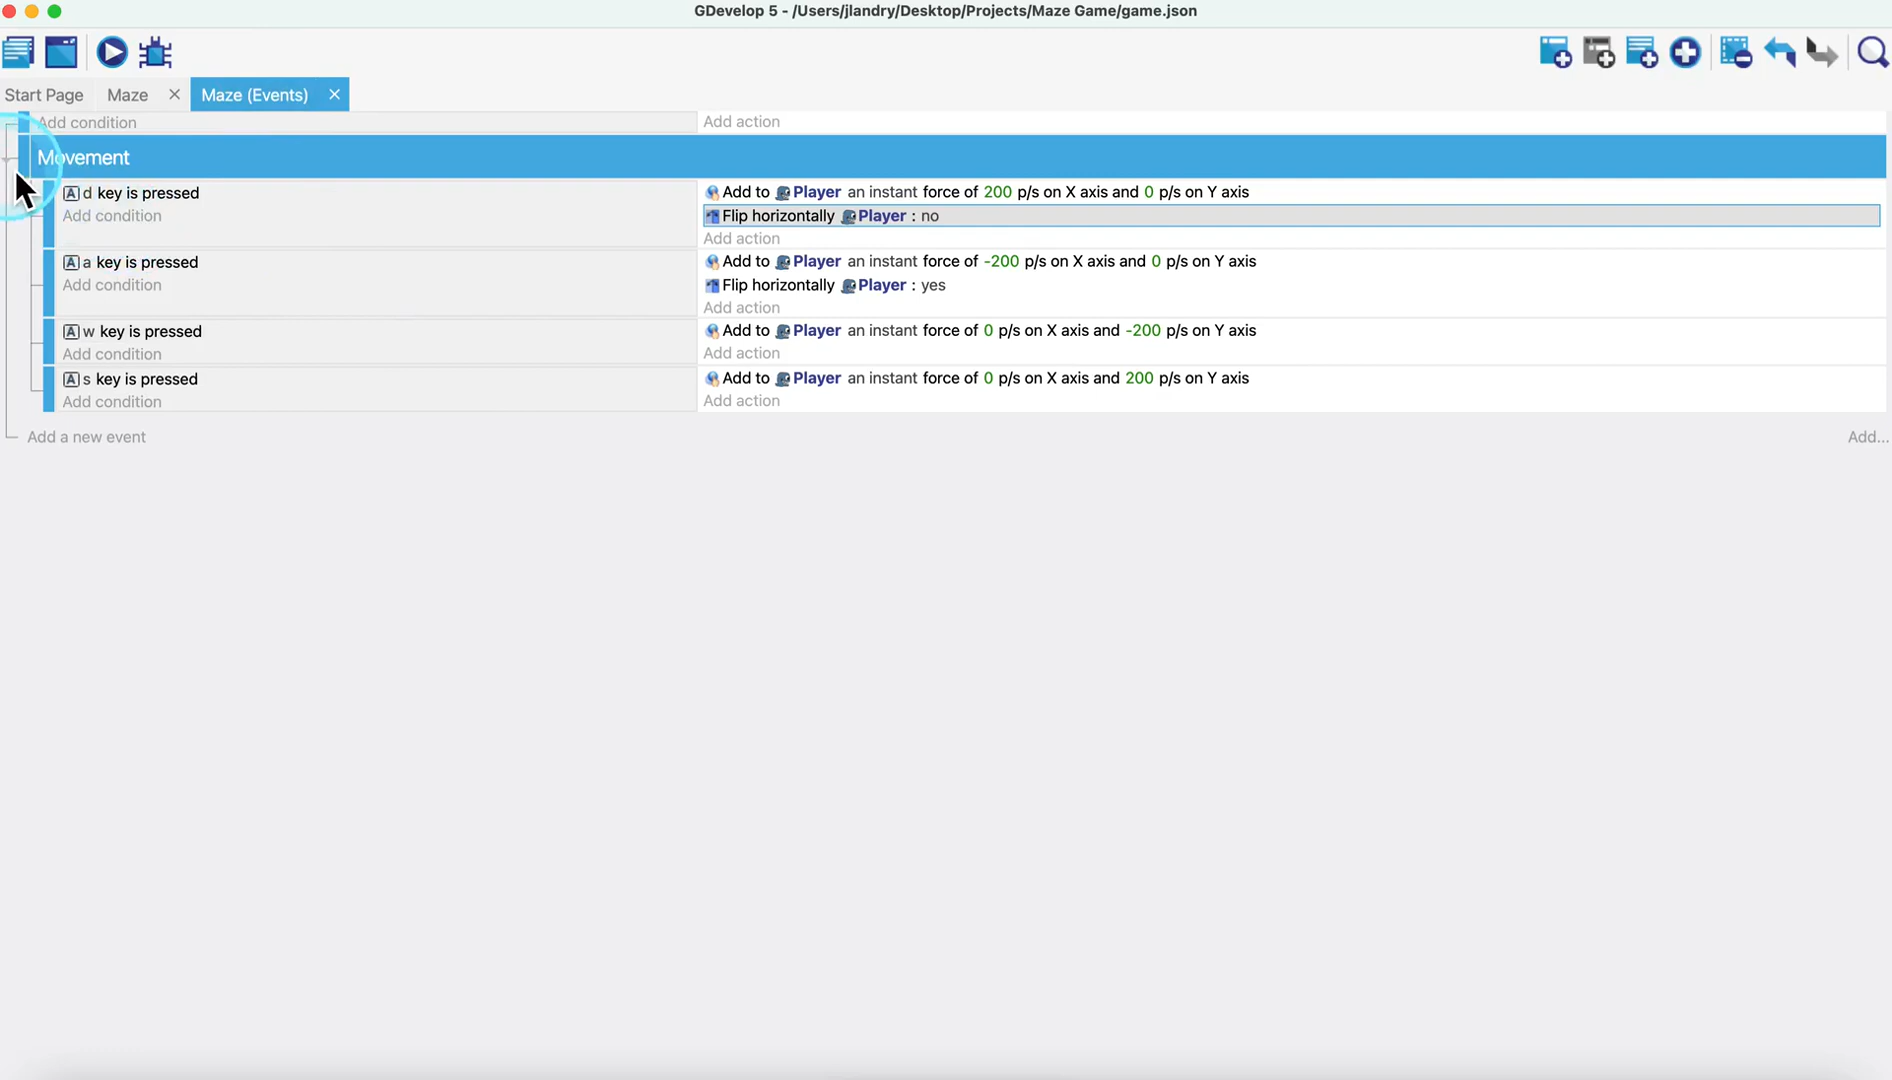 GDevelop 5 - /Users/jlandry/Desktop/Projects/Maze Game/game.json
Start Page Maze Maze (Events)
Add condition Add action
Movement
A d key is pressed Add to Player an instant force of 200 p/s on X axis and 0 p/s on Y axis
Add condition Flip horizontally Player : no
Add action
A a key is pressed Add to Player an instant force of -200 p/s on X axis and 0 p/s on Y axis
Add condition Flip horizontally Player : yes
Add action
A w key is pressed Add to Player an instant force of 0 p/s on X axis and -200 p/s on Y axis
Add condition Add action
A s key is pressed Add to Player an instant force of 0 p/s on X axis and 200 p/s on Y axis
Add condition Add action
Add a new event Add...